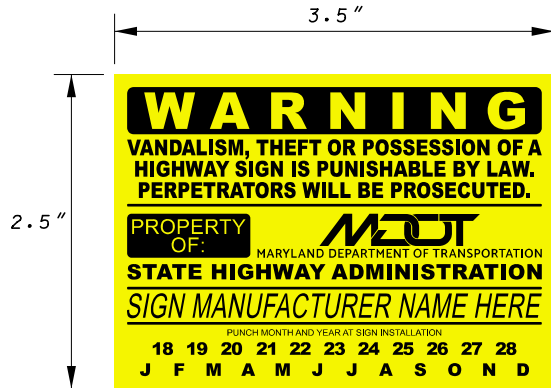 3.5"
2.5"
WARNING
VANDALISM, THEFT OR POSSESSION OF A
HIGHWAY SIGN IS PUNISHABLE BY LAW.
PERPETRATORS WILL BE PROSECUTED.
PROPERTY
OF:
MDOT
MARYLAND DEPARTMENT OF TRANSPORTATION
STATE HIGHWAY ADMINISTRATION
SIGN MANUFACTURER NAME HERE
PUNCH MONTH AND YEAR AT SIGN INSTALLATION
18 19 20 21 22 23 24 25 26 27 28
J F M A M J J A S O N D